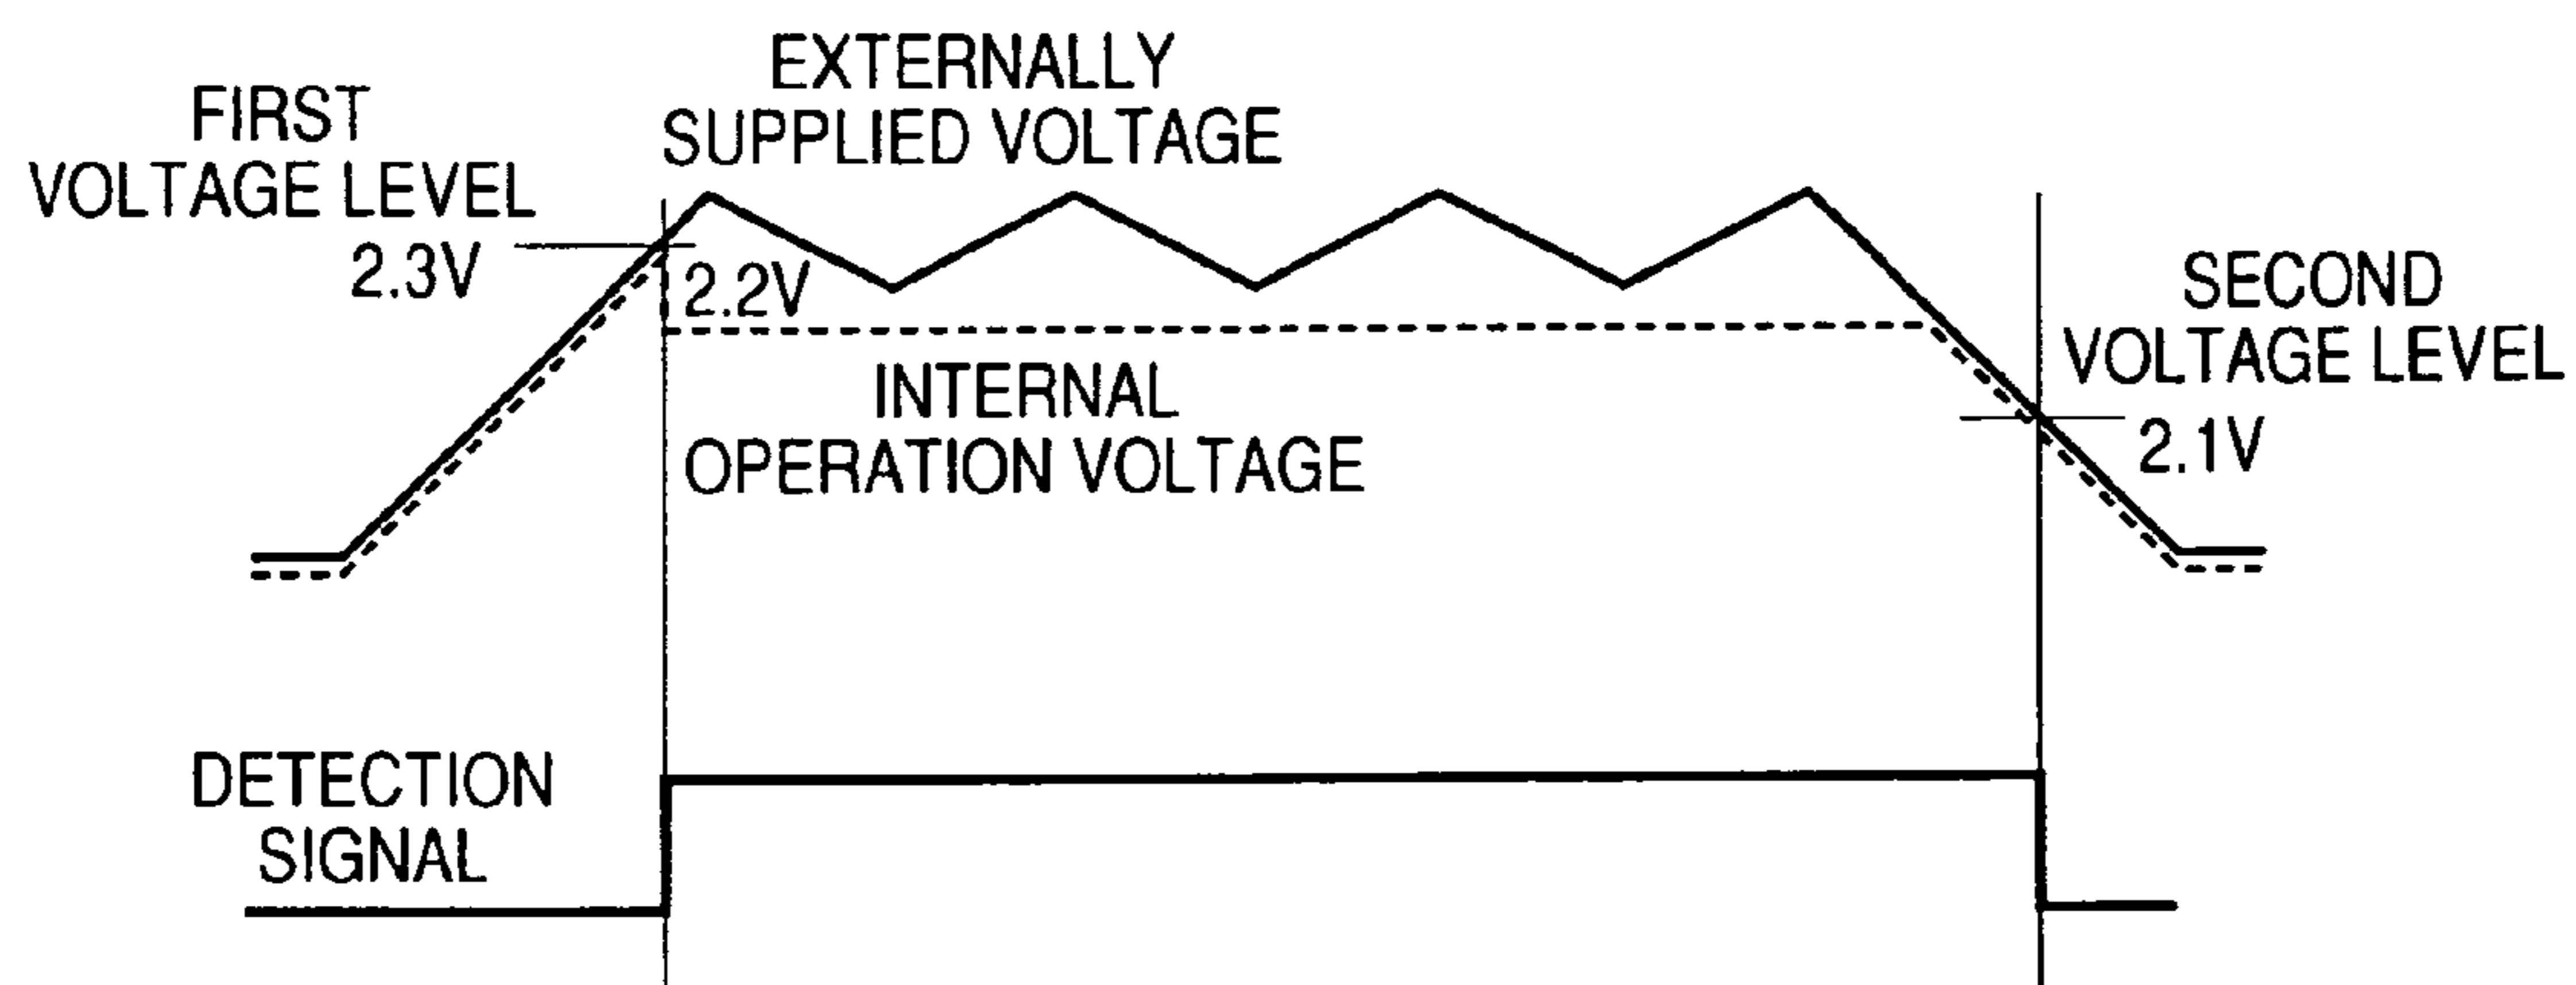 FIRST
VOLTAGE LEVEL
2.3V
EXTERNALLY
SUPPLIED VOLTAGE
2.2V
INTERNAL
OPERATION VOLTAGE
SECOND
VOLTAGE LEVEL
2.1V
DETECTION
SIGNAL